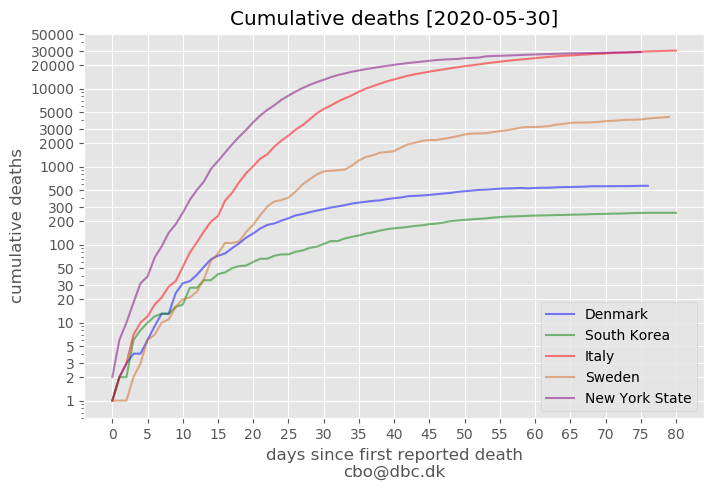 Cumulative deaths [2020-05-30]
cumulative deaths
50000
30000
20000
10000
5000
3000
2000
1000
500
300
200
100
50
30
20
10
5
3
2
1
Denmark
South Korea
Italy
Sweden
New York State
0 5 10 15 20 25 30 35 40 45 50 55 60 65 70 75 80
days since first reported death
cbo@dbc.dk